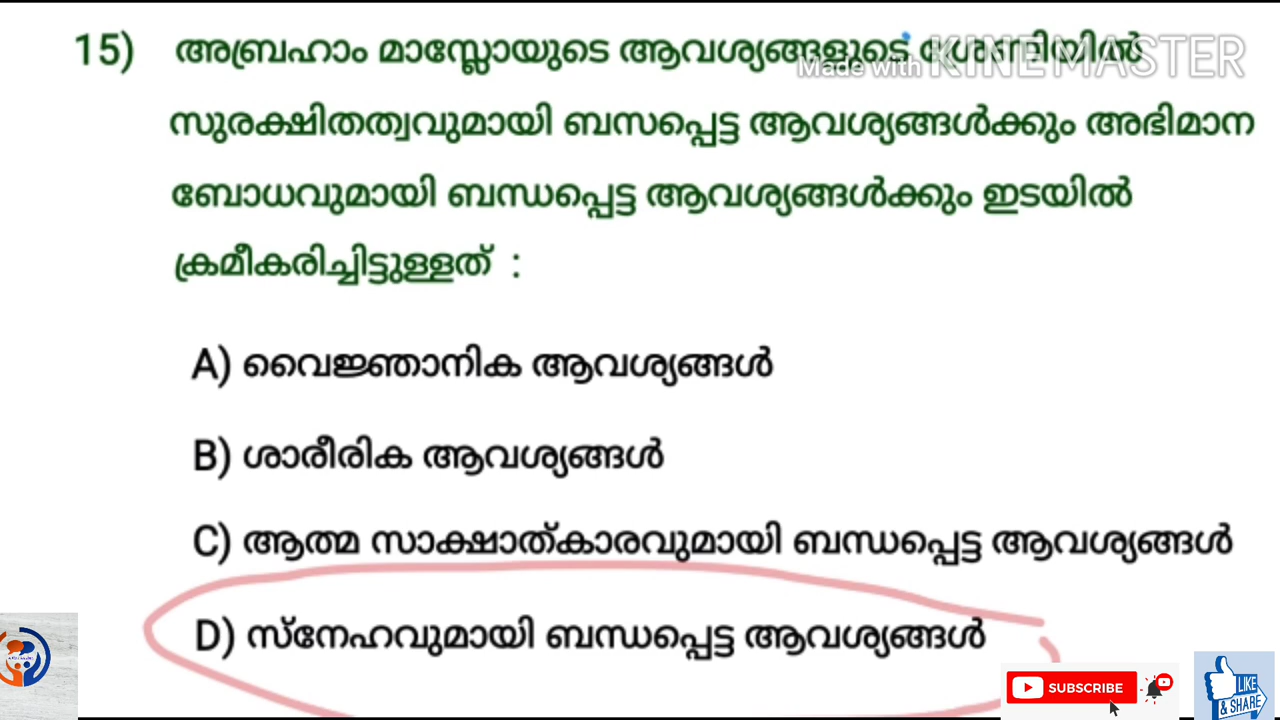 15) അബ്രഹാം മാസ്ലോയുടെ ആവശ്യങ്ങളുടെ
Made with KINEMASTER
സുരക്ഷിതത്വവുമായി ബസപ്പെട്ട ആവശ്യങ്ങൾക്കും അഭിമാന
ബോധവുമായി ബന്ധപ്പെട്ട ആവശ്യങ്ങൾക്കും ഇടയിൽ
ക്രമീകരിച്ചിട്ടുള്ളത് :
A) വൈജ്ഞാനിക ആവശ്യങ്ങൾ
B) ശാരീരിക ആവശ്യങ്ങൾ
C) ആത്മ സാക്ഷാത്കാരവുമായി ബന്ധപ്പെട്ട ആവശ്യങ്ങൾ
D) സ്നേഹവുമായി ബന്ധപ്പെട്ട ആവശ്യങ്ങൾ
SUBSCRIBE
LIKE
& SHARE